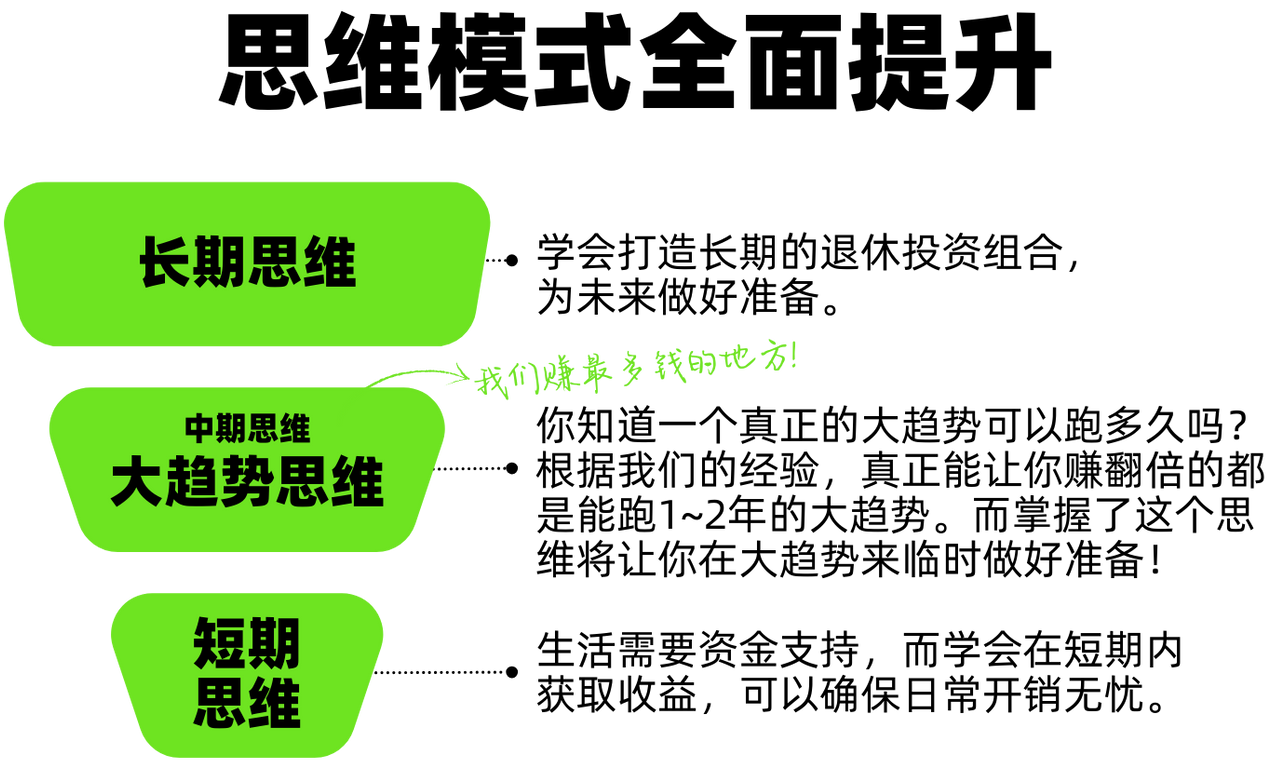 思维模式全面提升
长期思维
学会打造长期的退休投资组合，
为未来做好准备。
我们赚最多钱的地方！
中期思维
大趋势思维
你知道一个真正的大趋势可以跑多久吗？
根据我们的经验，真正能让你赚翻倍的都
是能跑1~2年的大趋势。而掌握了这个思
维将让你在大趋势来临时做好准备！
短期
思维
生活需要资金支持，而学会在短期内
获取收益，可以确保日常开销无忧。